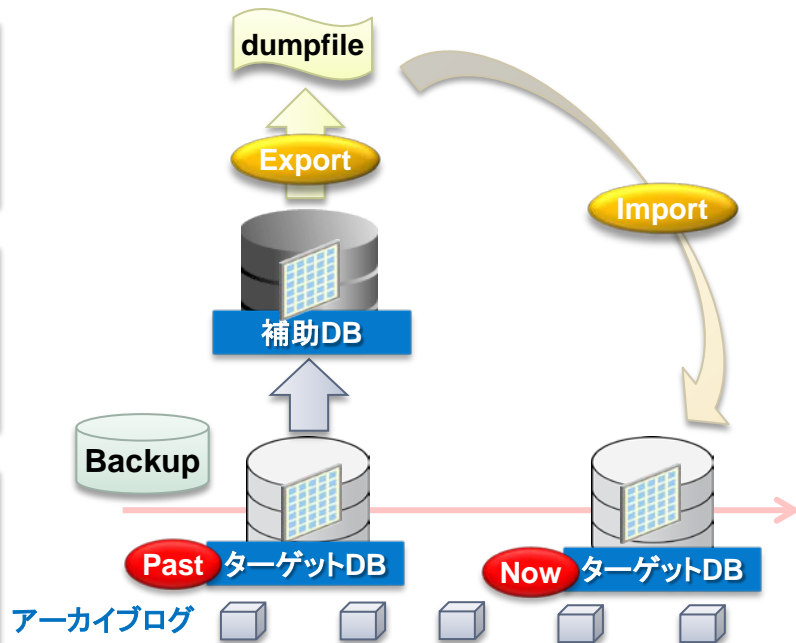 dumpfile
Export
Import
補助DB
Backup
Past
ターゲットDB
Now
ターゲットDB
アーカイブログ